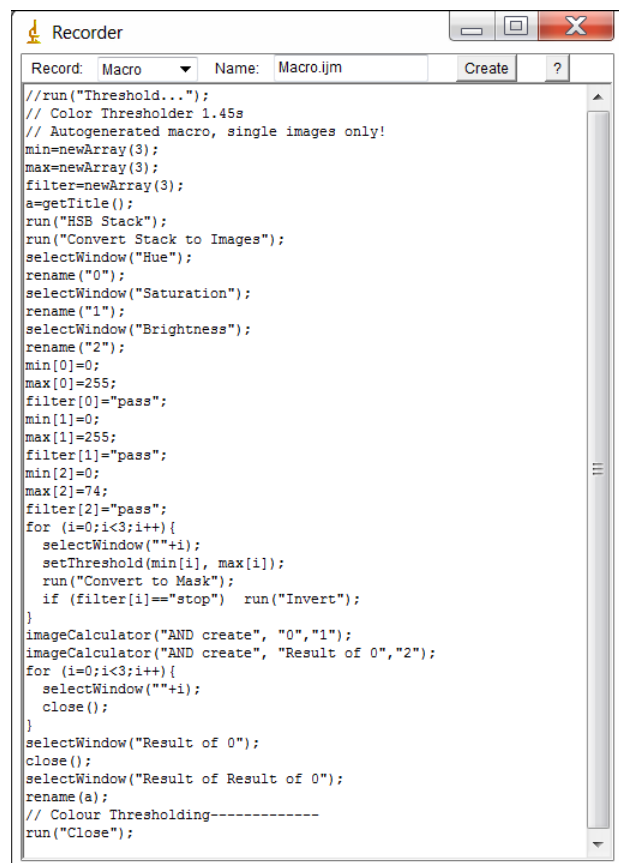 Recorder
Record: Macro Name: Macro.ijm Create ?
//run("Threshold...");
// Color Thresholder 1.45s
// Autogenerated macro, single images only!
min=newArray(3);
max=newArray(3);
filter=newArray(3);
a=getTitle();
run("HSB Stack");
run("Convert Stack to Images");
selectWindow("Hue");
rename("0");
selectWindow("Saturation");
rename("1");
selectWindow("Brightness");
rename("2");
min[0]=0;
max[0]=255;
filter[0]="pass";
min[1]=0;
max[1]=255;
filter[1]="pass";
min[2]=0;
max[2]=74;
filter[2]="pass";
for (i=0;i<3;i++){
  selectWindow(""+i);
  setThreshold(min[i], max[i]);
  run("Convert to Mask");
  if (filter[i]=="stop")  run("Invert");
}
imageCalculator("AND create", "0","1");
imageCalculator("AND create", "Result of 0","2");
for (i=0;i<3;i++){
  selectWindow(""+i);
  close();
}
selectWindow("Result of 0");
close();
selectWindow("Result of Result of 0");
rename(a);
// Colour Thresholding-------------
run("Close");